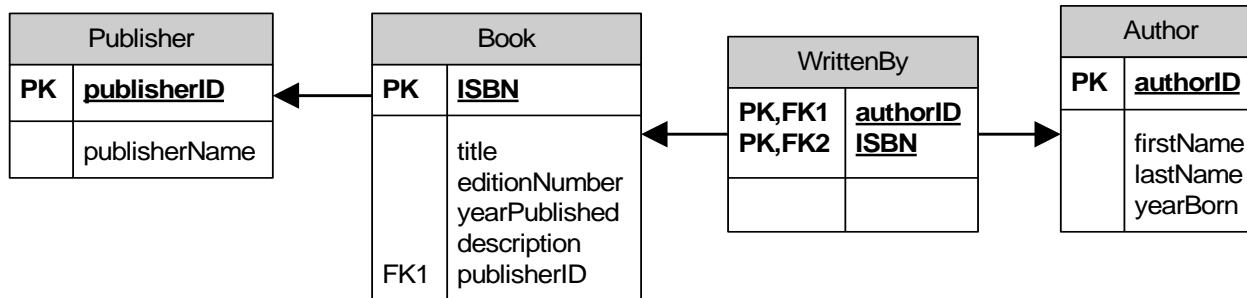 Publisher
PK publisherID
publisherName
Book
PK ISBN
title
editionNumber
yearPublished
description
FK1 publisherID
WrittenBy
PK,FK1 authorID
PK,FK2 ISBN
Author
PK authorID
firstName
lastName
yearBorn